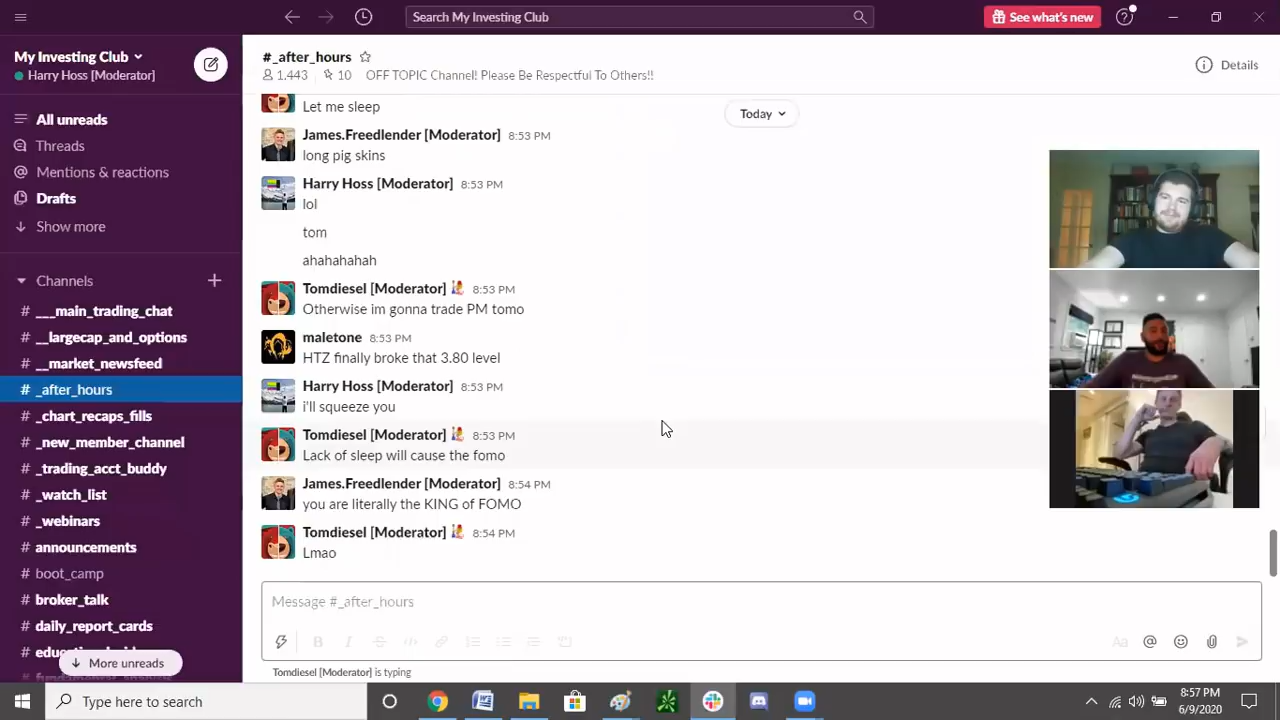 Search My Investing Club
See what's new
My Investing Club
Harry Hoss [Moderator]
All unreads
Threads
Mentions & reactions
Drafts
Show more
Channels
# ___main_trading_chat
# __largecap_and_options
# __market_newsfeed
# _after_hours
# _chart_recaps_fills
# _new_member_channel
# _trading_acct_buddy
# _watch_list
# _webinars
# announcements
# boot_camp
# broker_talk
# daily_report_cards
More unreads
#_after_hours
1,443 10 OFF TOPIC Channel! Please Be Respectful To Others!!
Details
Today
Let me sleep
James.Freedlender [Moderator] 8:53 PM
long pig skins
Harry Hoss [Moderator] 8:53 PM
lol
tom
ahahahahah
Tomdiesel [Moderator] 8:53 PM
Otherwise im gonna trade PM tomo
maletone 8:53 PM
HTZ finally broke that 3.80 level
Harry Hoss [Moderator] 8:53 PM
i'll squeeze you
Tomdiesel [Moderator] 8:53 PM
Lack of sleep will cause the fomo
James.Freedlender [Moderator] 8:54 PM
you are literally the KING of FOMO
Tomdiesel [Moderator] 8:54 PM
Lmao
Message #_after_hours
Aa @
Tomdiesel [Moderator] is typing
Type here to search
8:57 PM
6/9/2020